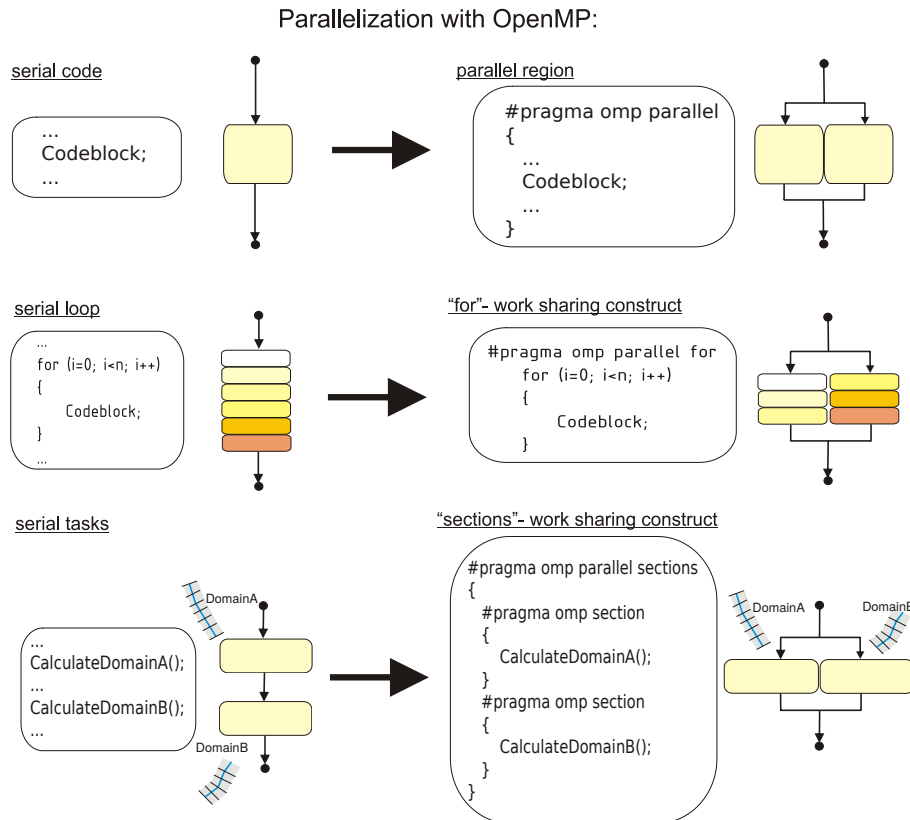 Parallelization with OpenMP:
serial code
...
Codeblock;
...
parallel region
#pragma omp parallel
{
...
Codeblock;
...
}
serial loop
...
for (i=0; i<n; i++)
{
Codeblock;
}
...
“for”- work sharing construct
#pragma omp parallel for
for (i=0; i<n; i++)
{
Codeblock;
}
serial tasks
...
CalculateDomainA();
...
CalculateDomainB();
...
DomainA
DomainB
“sections”- work sharing construct
#pragma omp parallel sections
{
#pragma omp section
{
CalculateDomainA();
}
#pragma omp section
{
CalculateDomainB();
}
}
DomainA
DomainB